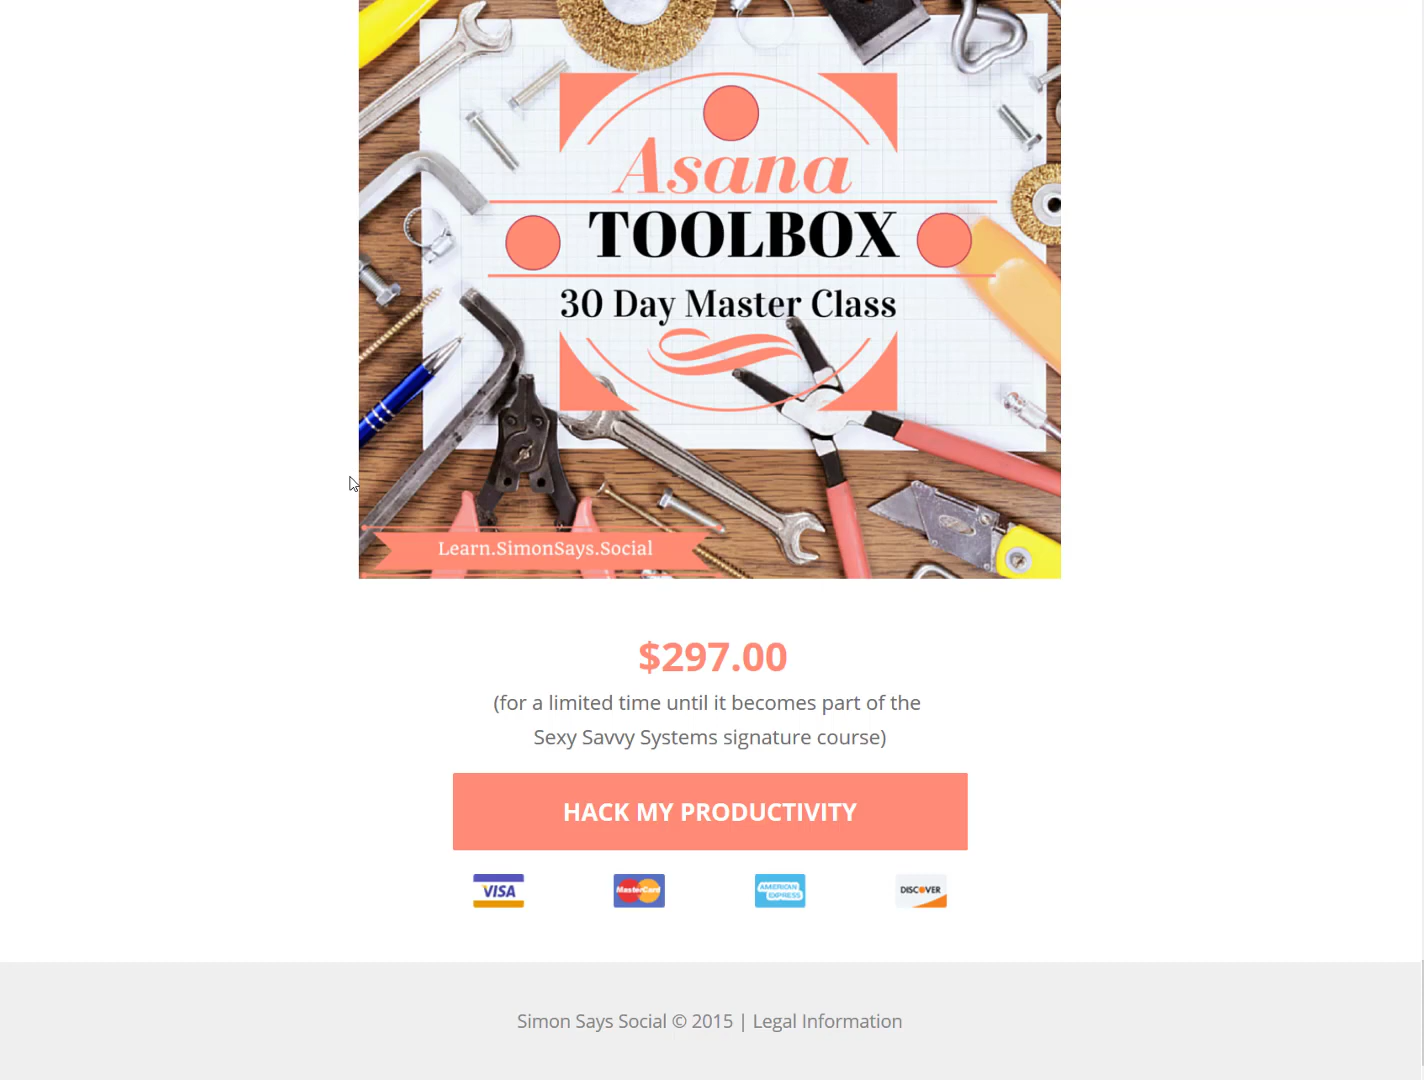 Asana
TOOLBOX
30 Day Master Class
Learn.SimonSays.Social
$297.00
(for a limited time until it becomes part of the
Sexy Savvy Systems signature course)
HACK MY PRODUCTIVITY
VISA
MasterCard
AMERICAN
EXPRESS
DISCOVER
Simon Says Social © 2015 | Legal Information